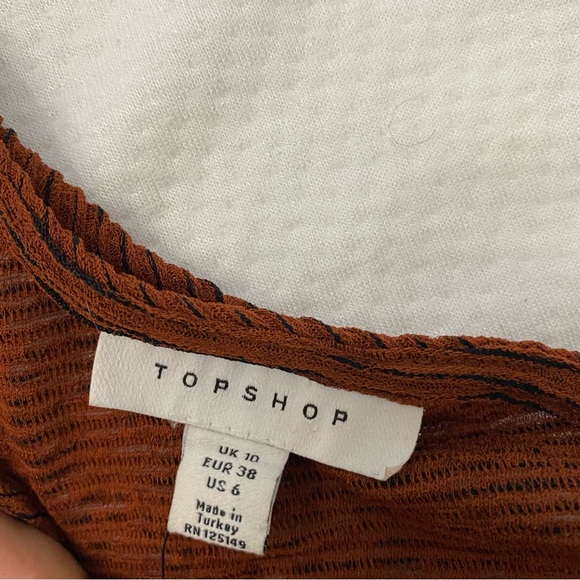 TOPSHOP
UK 10
EUR 38
US 6
Made in
Turkey
RN 125149